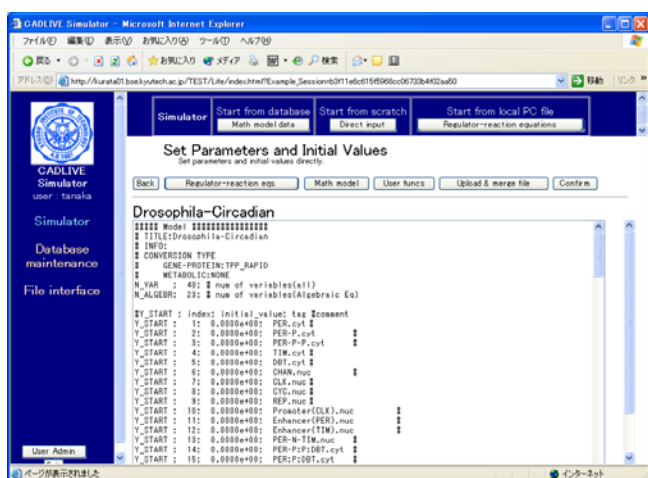 CADLIVE Simulator - Microsoft Internet Explorer
ファイル(F) 編集(E) 表示(V) お気に入り(A) ツール(T) ヘルプ(H)
戻る 検索 お気に入り メディア
アドレス(D) 移動 リンク
Simulator
Start from database
Math model data
Start from scratch
Direct input
Start from local PC file
Regulator-reaction equations
CADLIVE
Simulator
user : tanaka
Simulator
Database
maintenance
File interface
User Admin
Set Parameters and Initial Values
Set parameters and initial values directly.
Back Regulator-reaction eqs. Math model User funcs Upload & merge file Confirm
Drosophila-Circadian
##### Model ################
# TITLE:Drosophila-Circadian
# INFO:
# CONVERSION TYPE
# GENE-PROTEIN:TPP_RAPID
# METABOLIC:NONE
N_VAR : 40; # num of variables(all)
N_ALGEBR: 23; # num of variables(Algebraic Eq)
#Y_START : index: initial_value: tag #comment
Y_START : 1: 0.0000e+00: PER.cyt #
Y_START : 2: 0.0000e+00: PER-P.cyt #
Y_START : 3: 0.0000e+00: PER-P-P.cyt #
Y_START : 4: 0.0000e+00: TIM.cyt #
Y_START : 5: 0.0000e+00: DBT.cyt #
Y_START : 6: 0.0000e+00: CHAN.nuc #
Y_START : 7: 0.0000e+00: CLK.nuc #
Y_START : 8: 0.0000e+00: CYC.nuc #
Y_START : 9: 0.0000e+00: REP.nuc #
Y_START : 10: 0.0000e+00: Promoter(CLK).nuc #
Y_START : 11: 0.0000e+00: Enhancer(PER).nuc #
Y_START : 12: 0.0000e+00: Enhancer(TIM).nuc #
Y_START : 13: 0.0000e+00: PER-N-TIM.nuc #
Y_START : 14: 0.0000e+00: PER-P:P:DBT.cyt #
Y_START : 15: 0.0000e+00: PER:P:DBT.cyt #
ページが表示されました インターネット